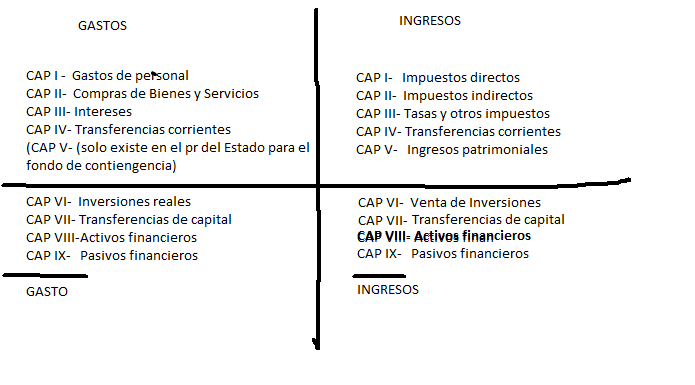 GASTOS
CAP I - Gastos de personal
CAP II- Compras de Bienes y Servicios
CAP III- Intereses
CAP IV- Transferencias corrientes
(CAP V- (solo existe en el pr del Estado para el
fondo de contiengencia)
CAP VI- Inversiones reales
CAP VII- Transferencias de capital
CAP VIII-Activos financieros
CAP IX- Pasivos financieros
GASTO
INGRESOS
CAP I- Impuestos directos
CAP II- Impuestos indirectos
CAP III- Tasas y otros impuestos
CAP IV- Transferencias corrientes
CAP V- Ingresos patrimoniales
CAP VI- Venta de Inversiones
CAP VII- Transferencias de capital
CAP VIII- Activos financieros
CAP IX- Pasivos financieros
INGRESOS